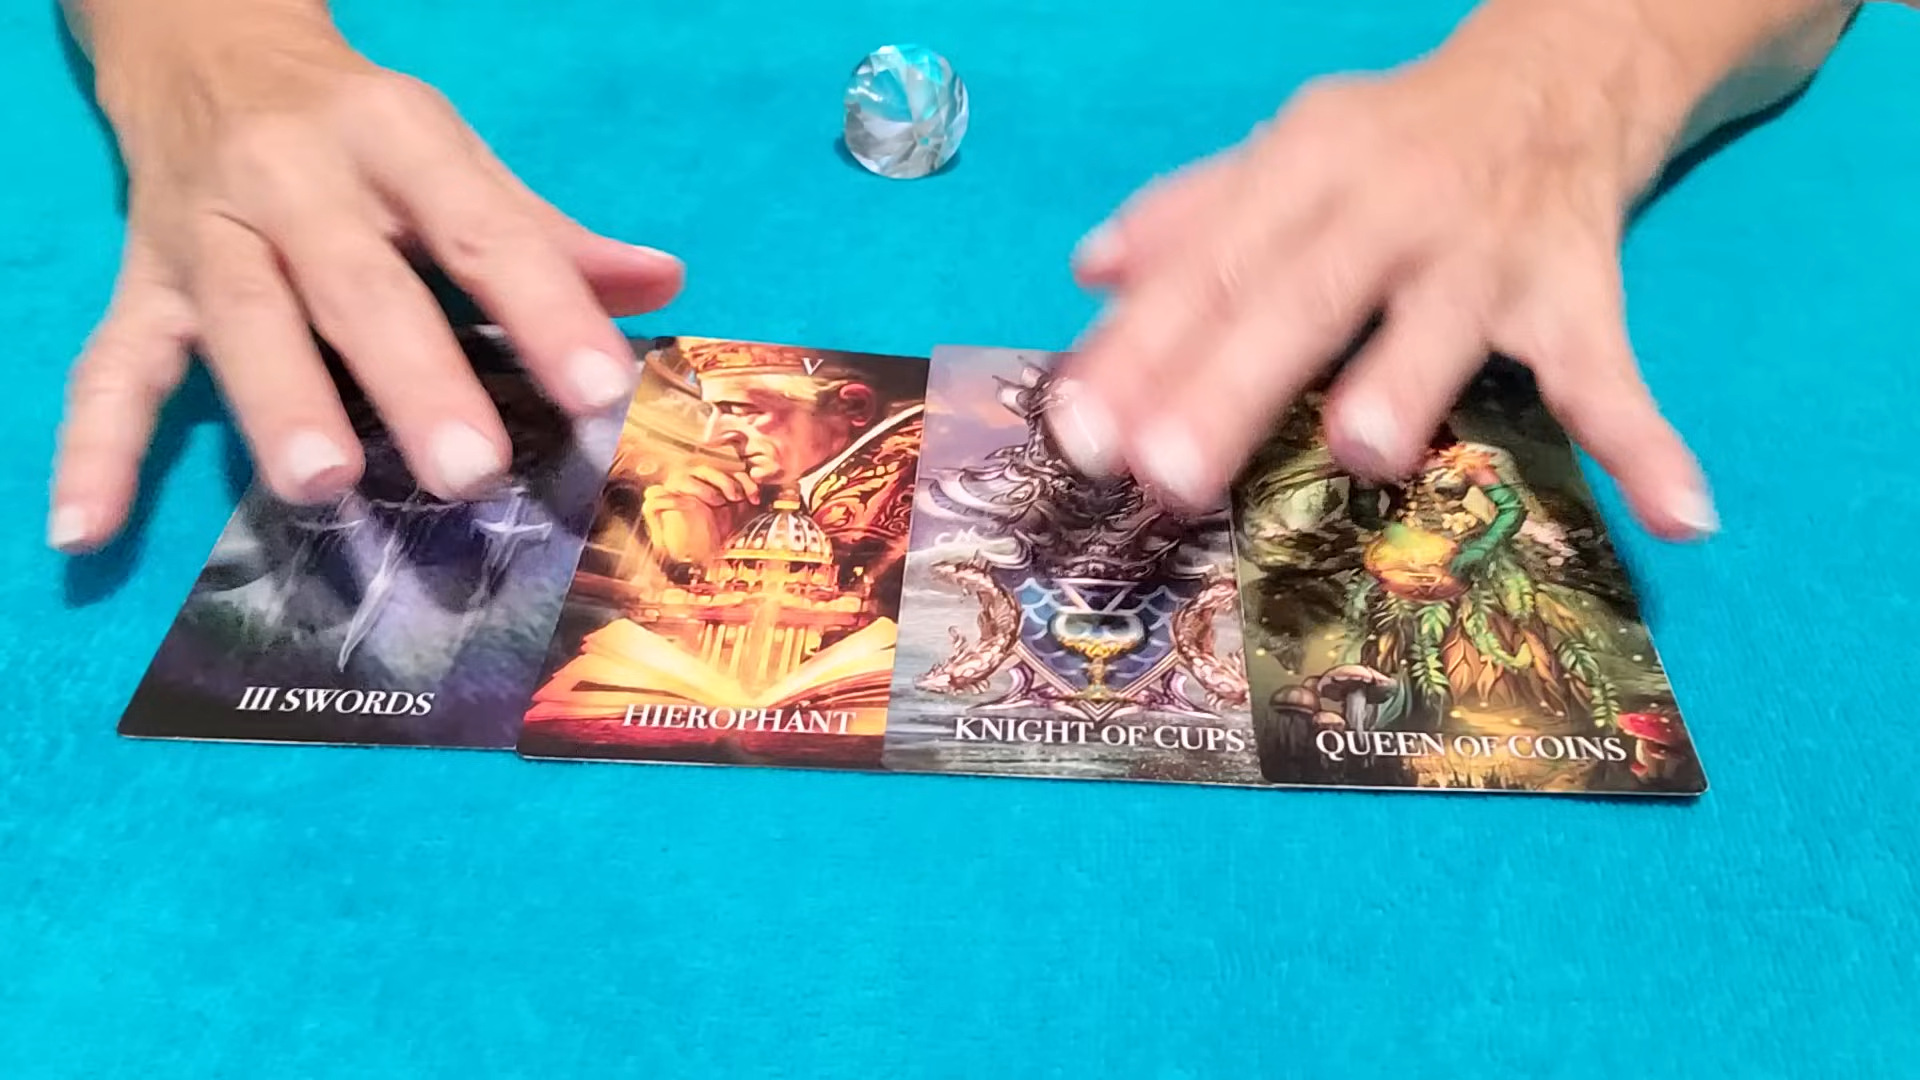 V
III SWORDS
HIEROPHANT
KNIGHT OF CUPS
QUEEN OF COINS